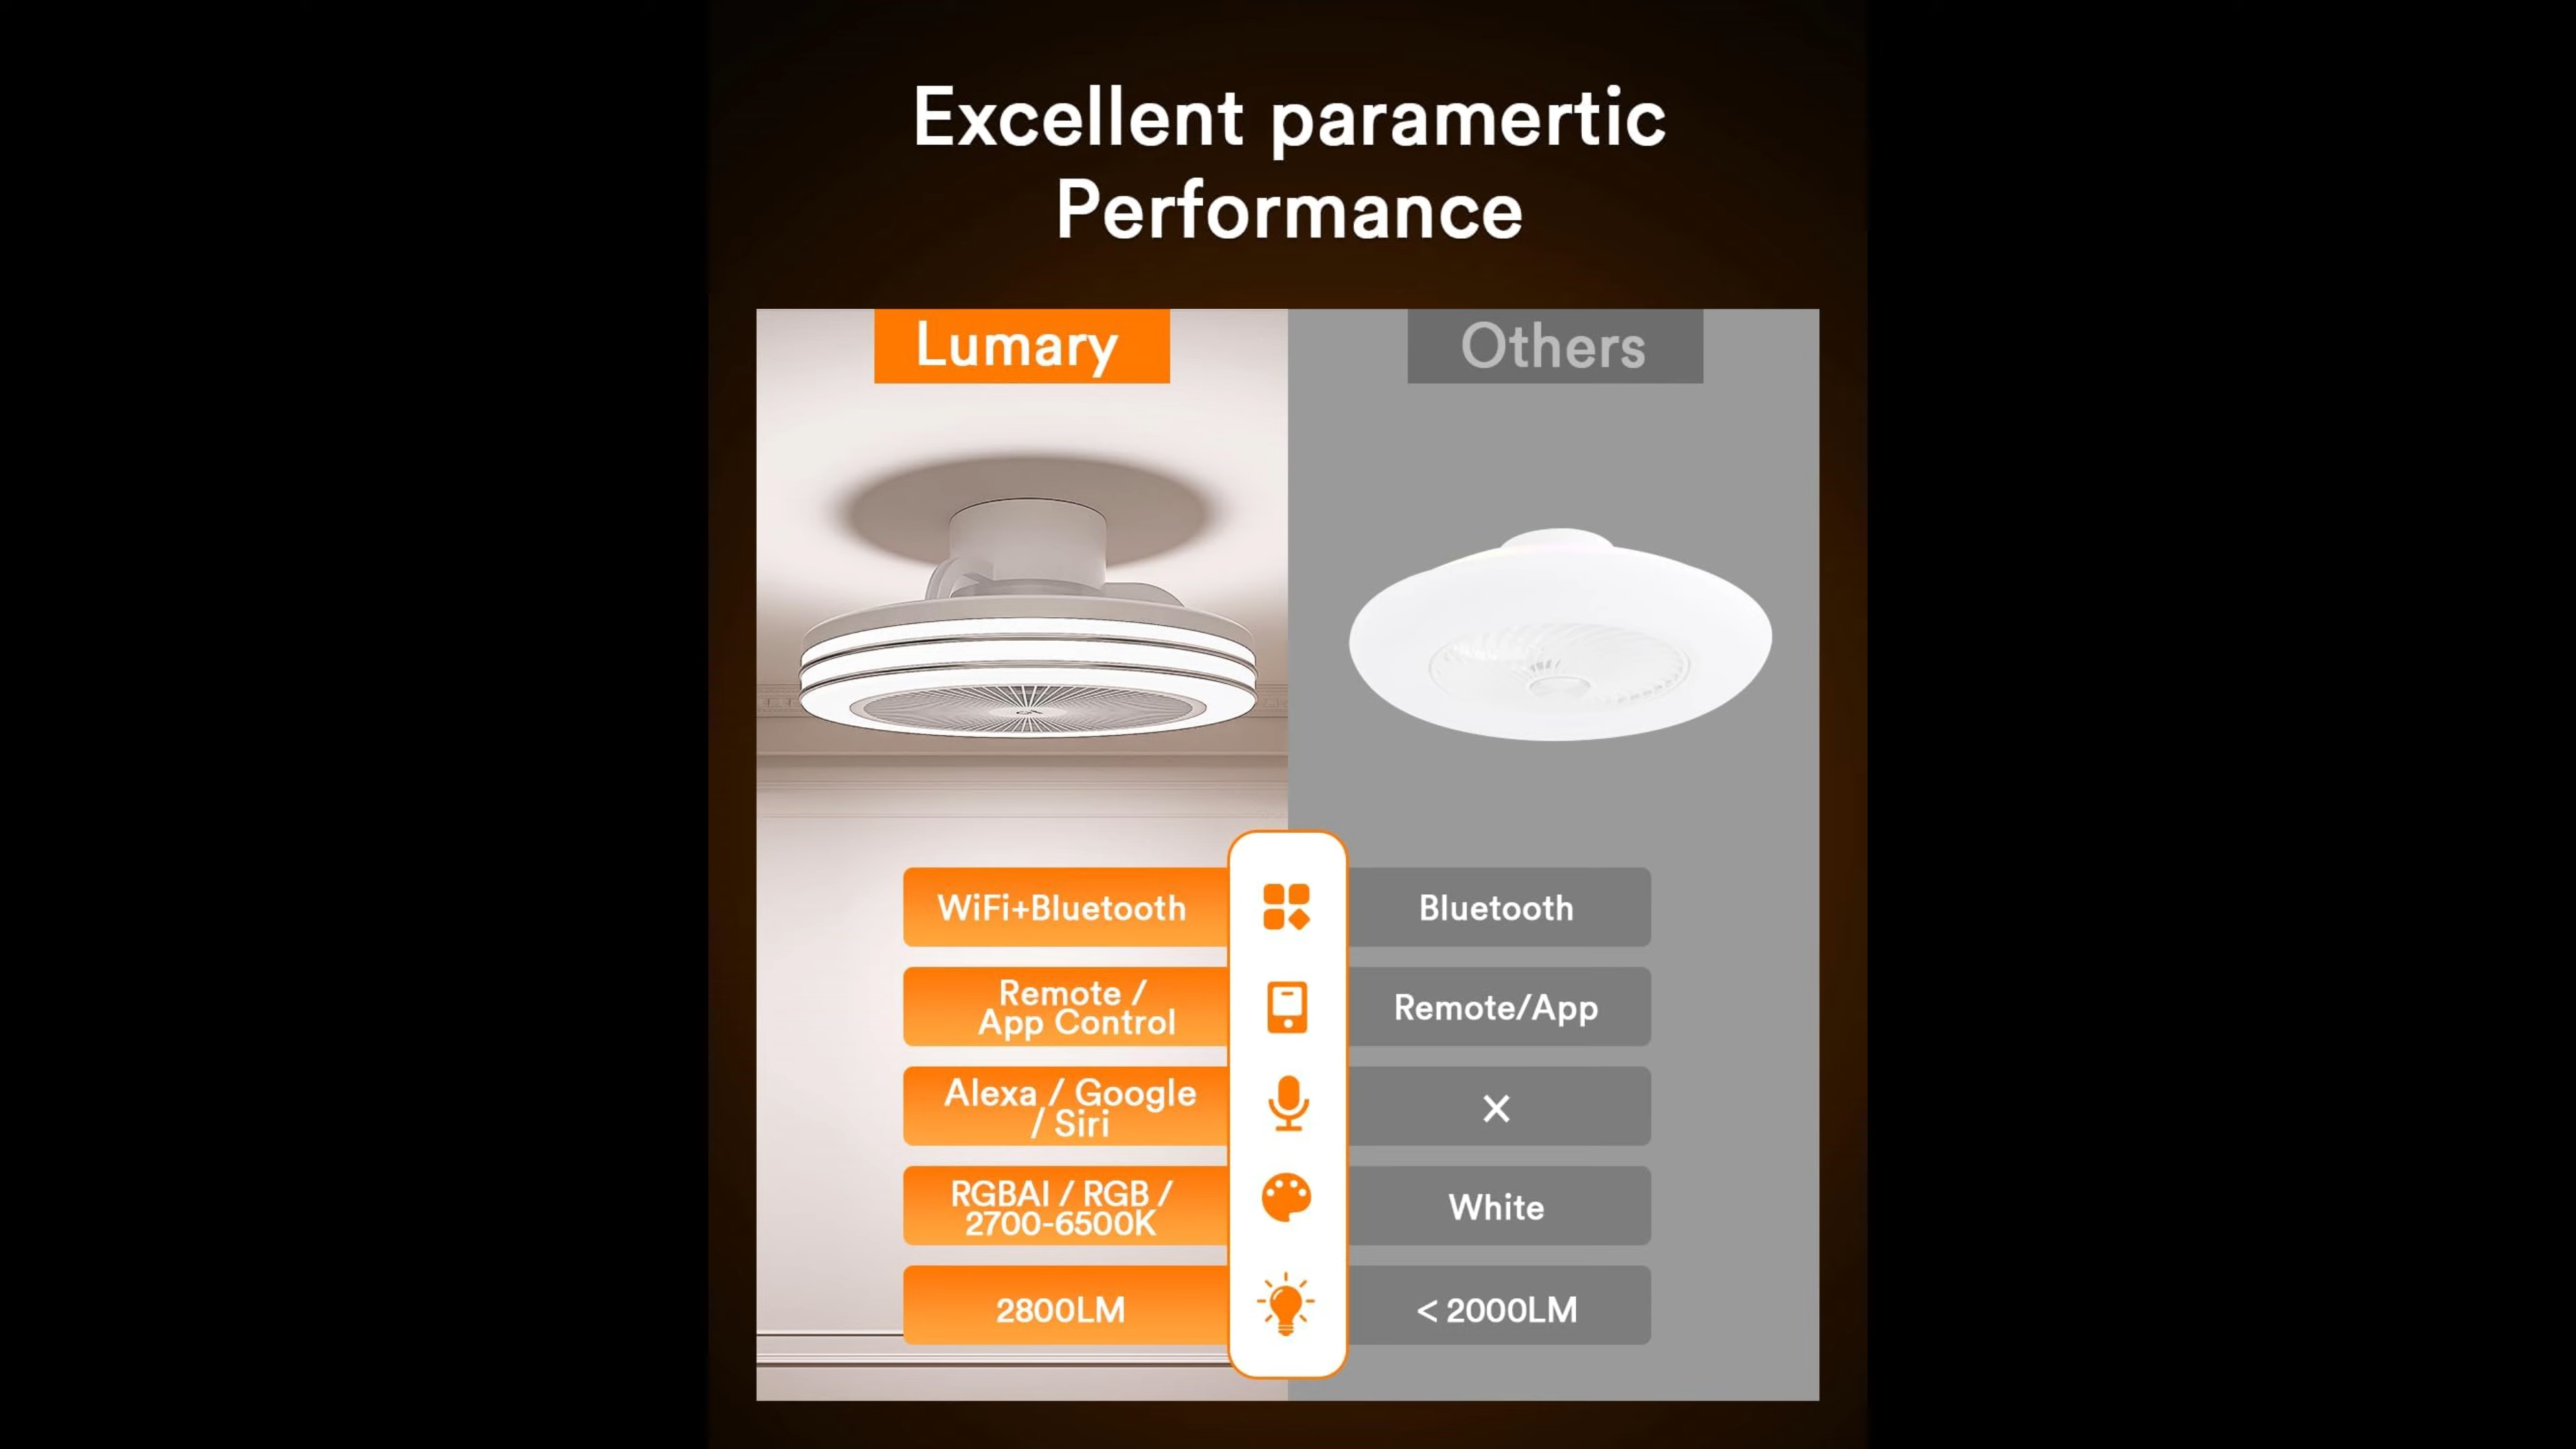 Excellent paramertic
Performance
Lumary
Others
WiFi+Bluetooth
Bluetooth
Remote /
App Control
Remote/App
Alexa / Google
/ Siri
×
RGBAI / RGB /
2700-6500K
White
2800LM
< 2000LM